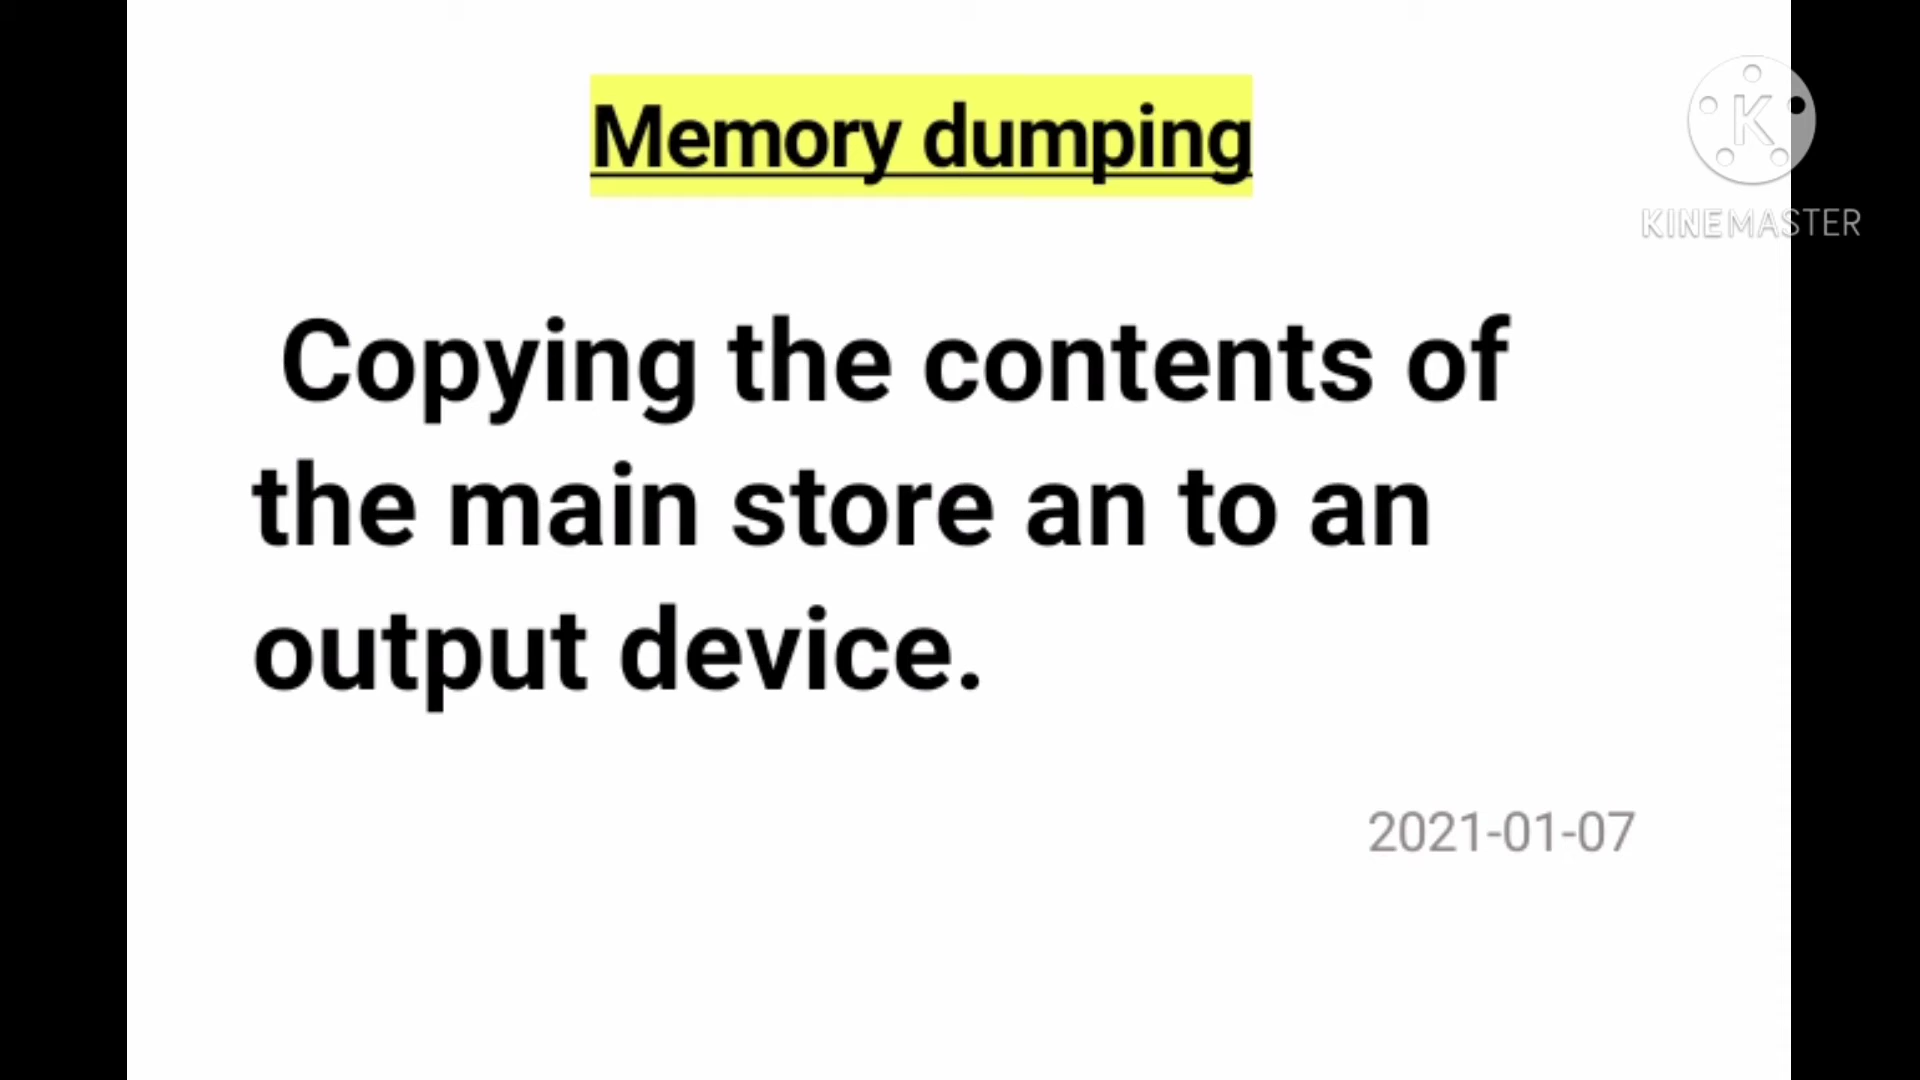 Memory dumping
K
KINEMASTER
Copying the contents of
the main store an to an
output device.
2021-01-07